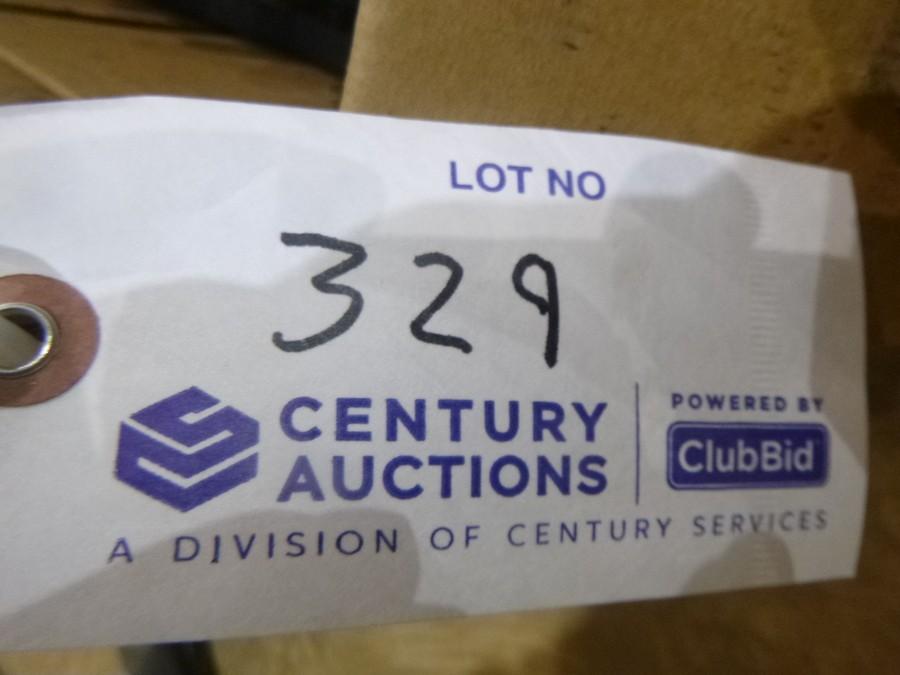 LOT NO
329
CENTURY
AUCTIONS
POWERED BY
ClubBid
A DIVISION OF CENTURY SERVICES